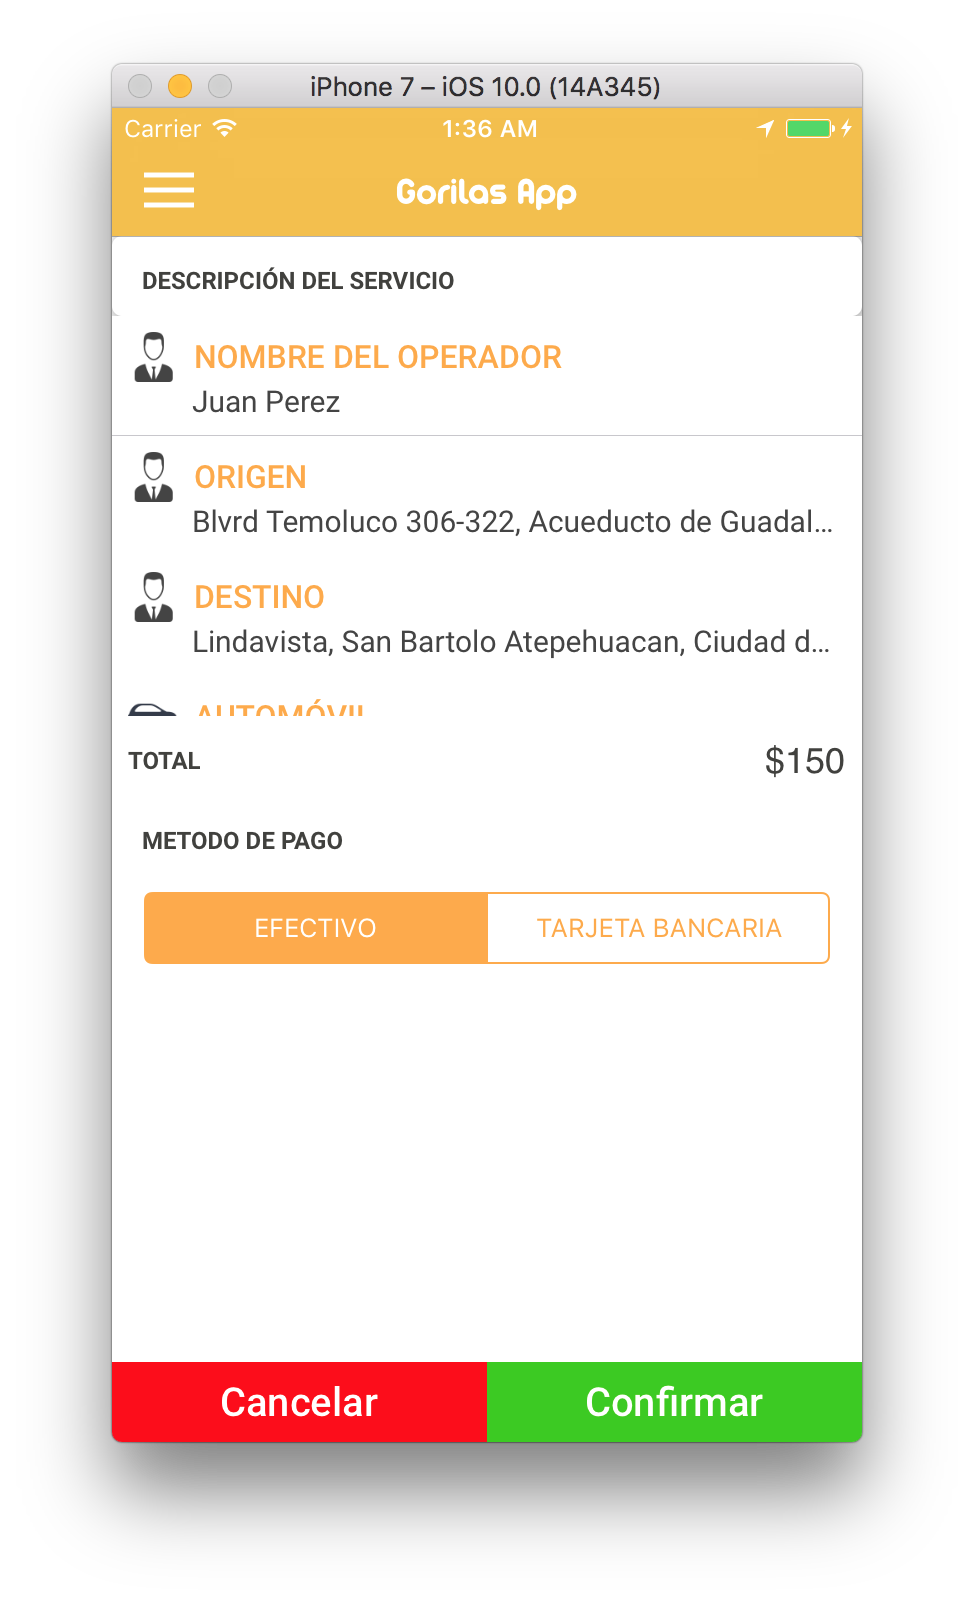 iPhone 7 – iOS 10.0 (14A345)
Carrier 1:36 AM
Gorilas App
DESCRIPCIÓN DEL SERVICIO
NOMBRE DEL OPERADOR
Juan Perez
ORIGEN
Blvrd Temoluco 306-322, Acueducto de Guadal...
DESTINO
Lindavista, San Bartolo Atepehuacan, Ciudad d...
AUTOMÓVIL
TOTAL $150
METODO DE PAGO
EFECTIVO TARJETA BANCARIA
Cancelar Confirmar